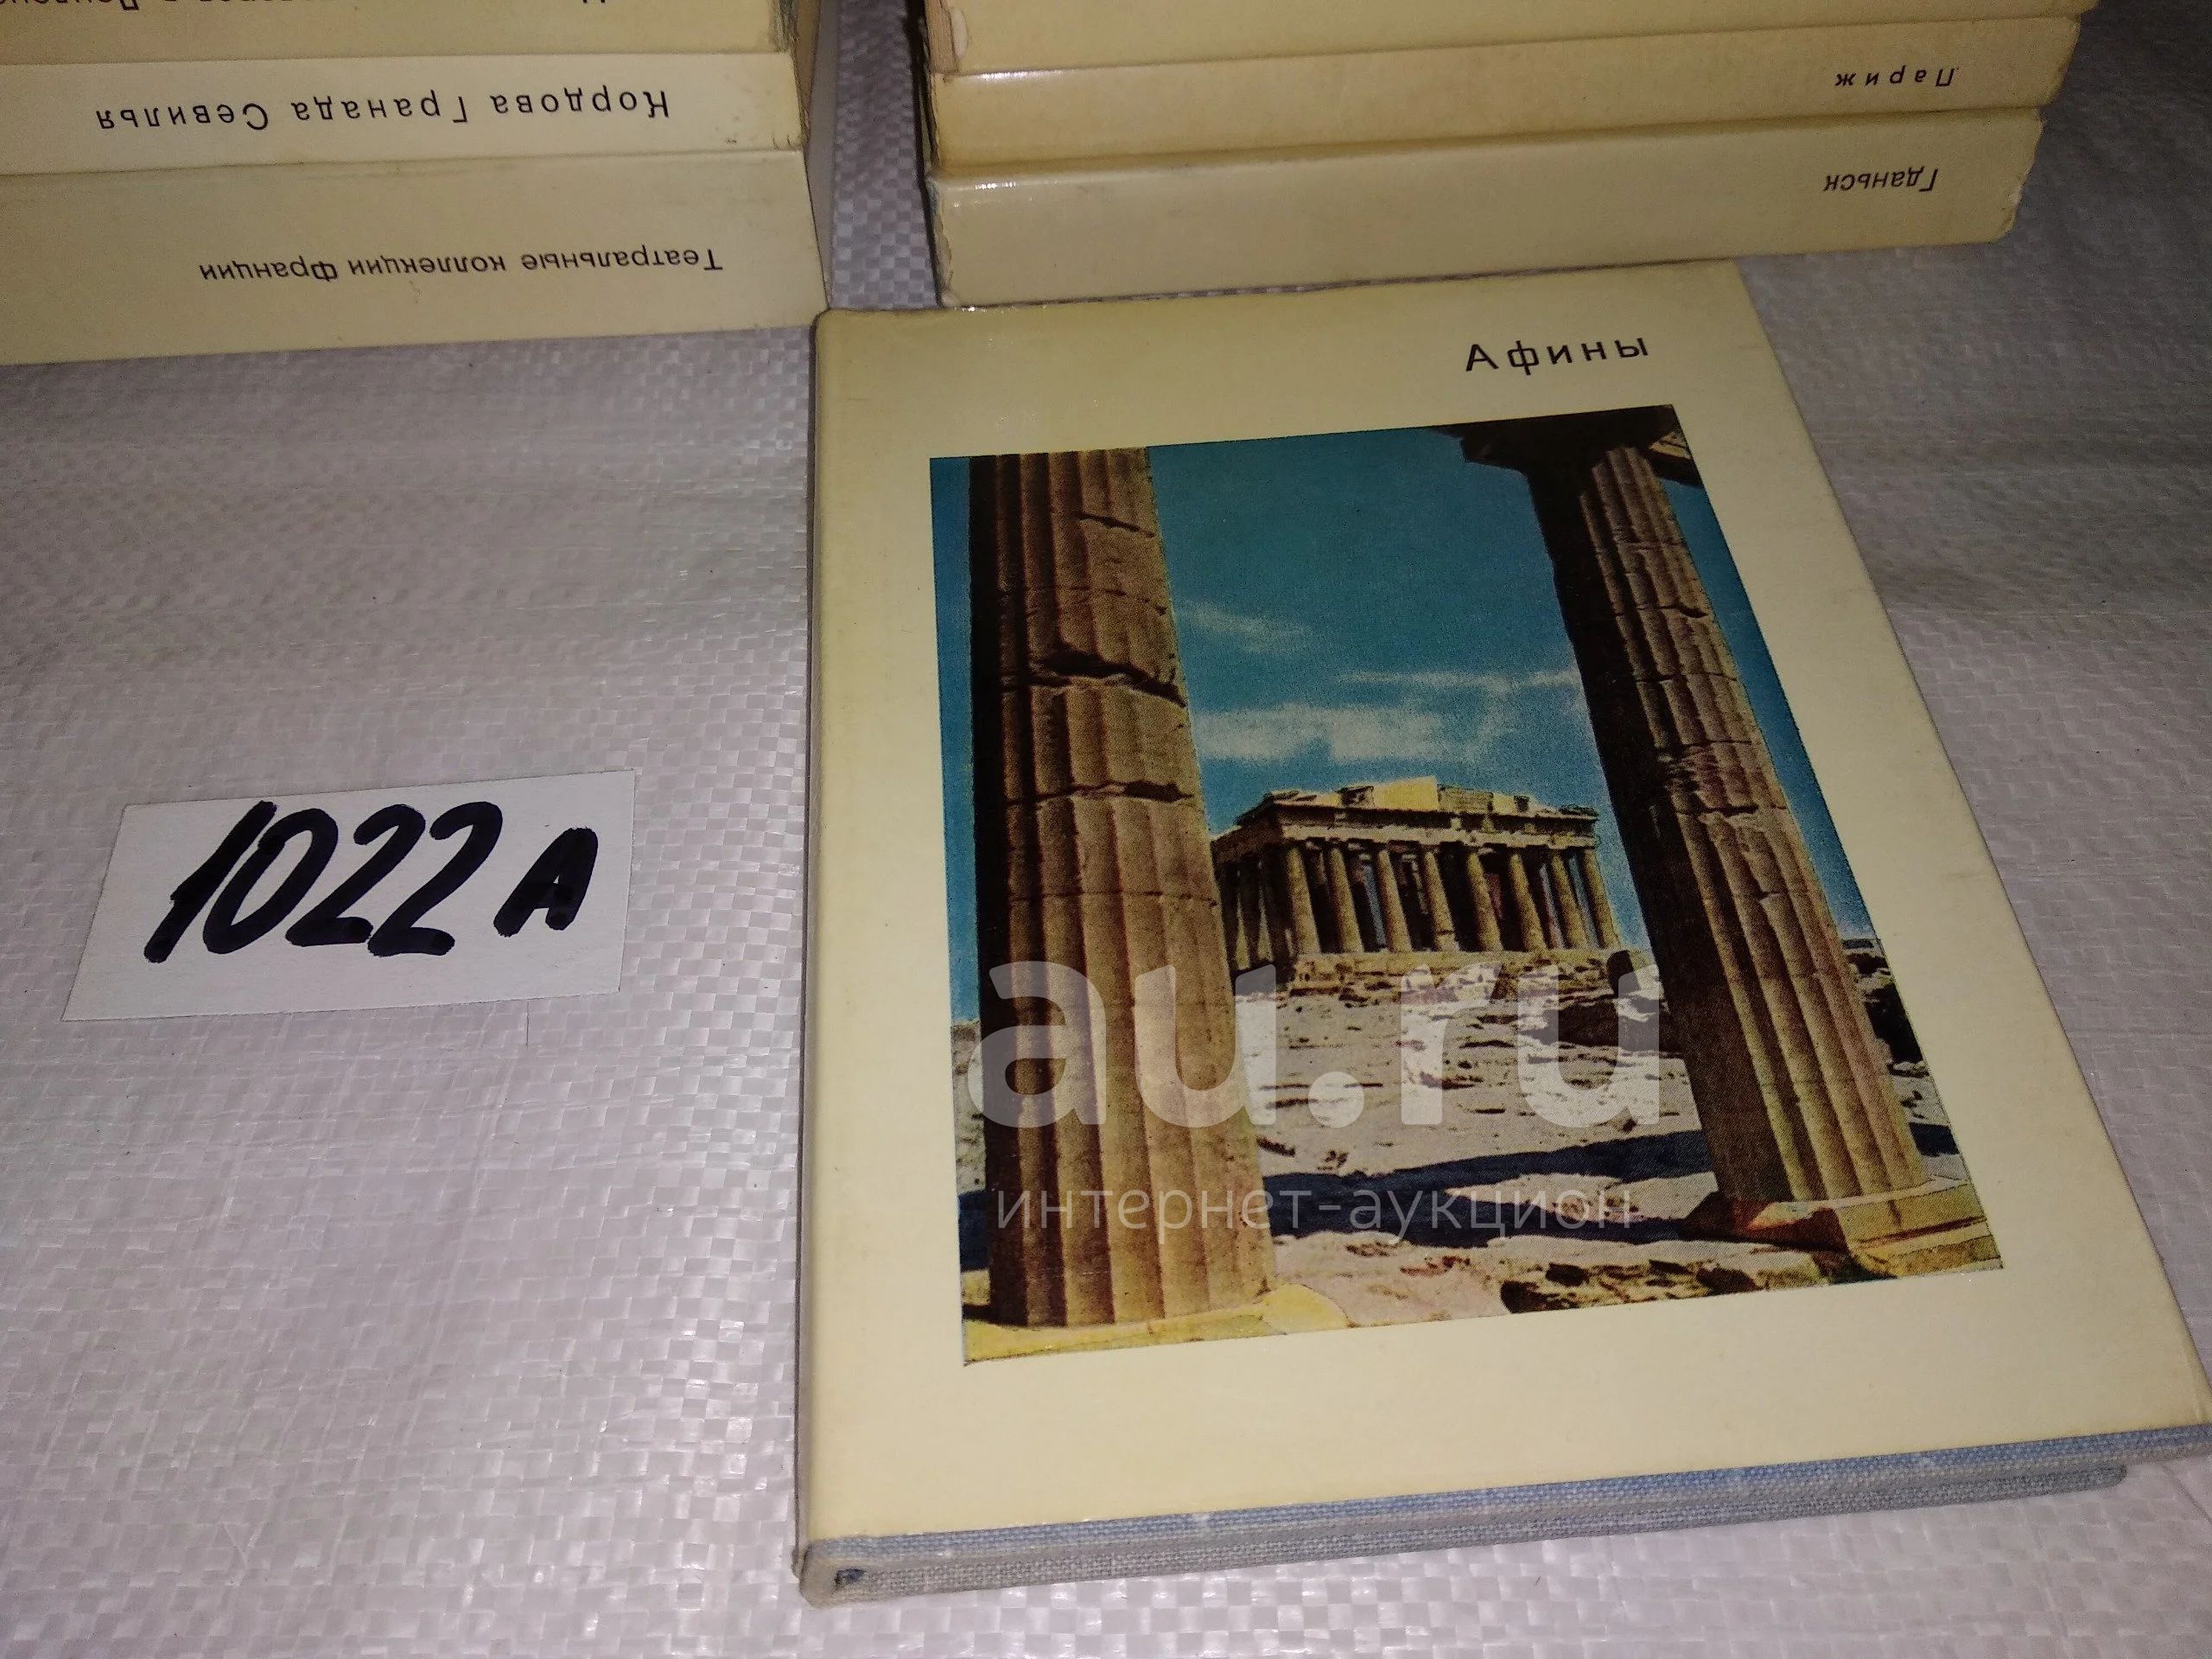 Кордова Гранада Севилья
Театральные коллекции Франции
Париж
Гданьск
Афины
1022 А
au.ru
интернет-аукцион